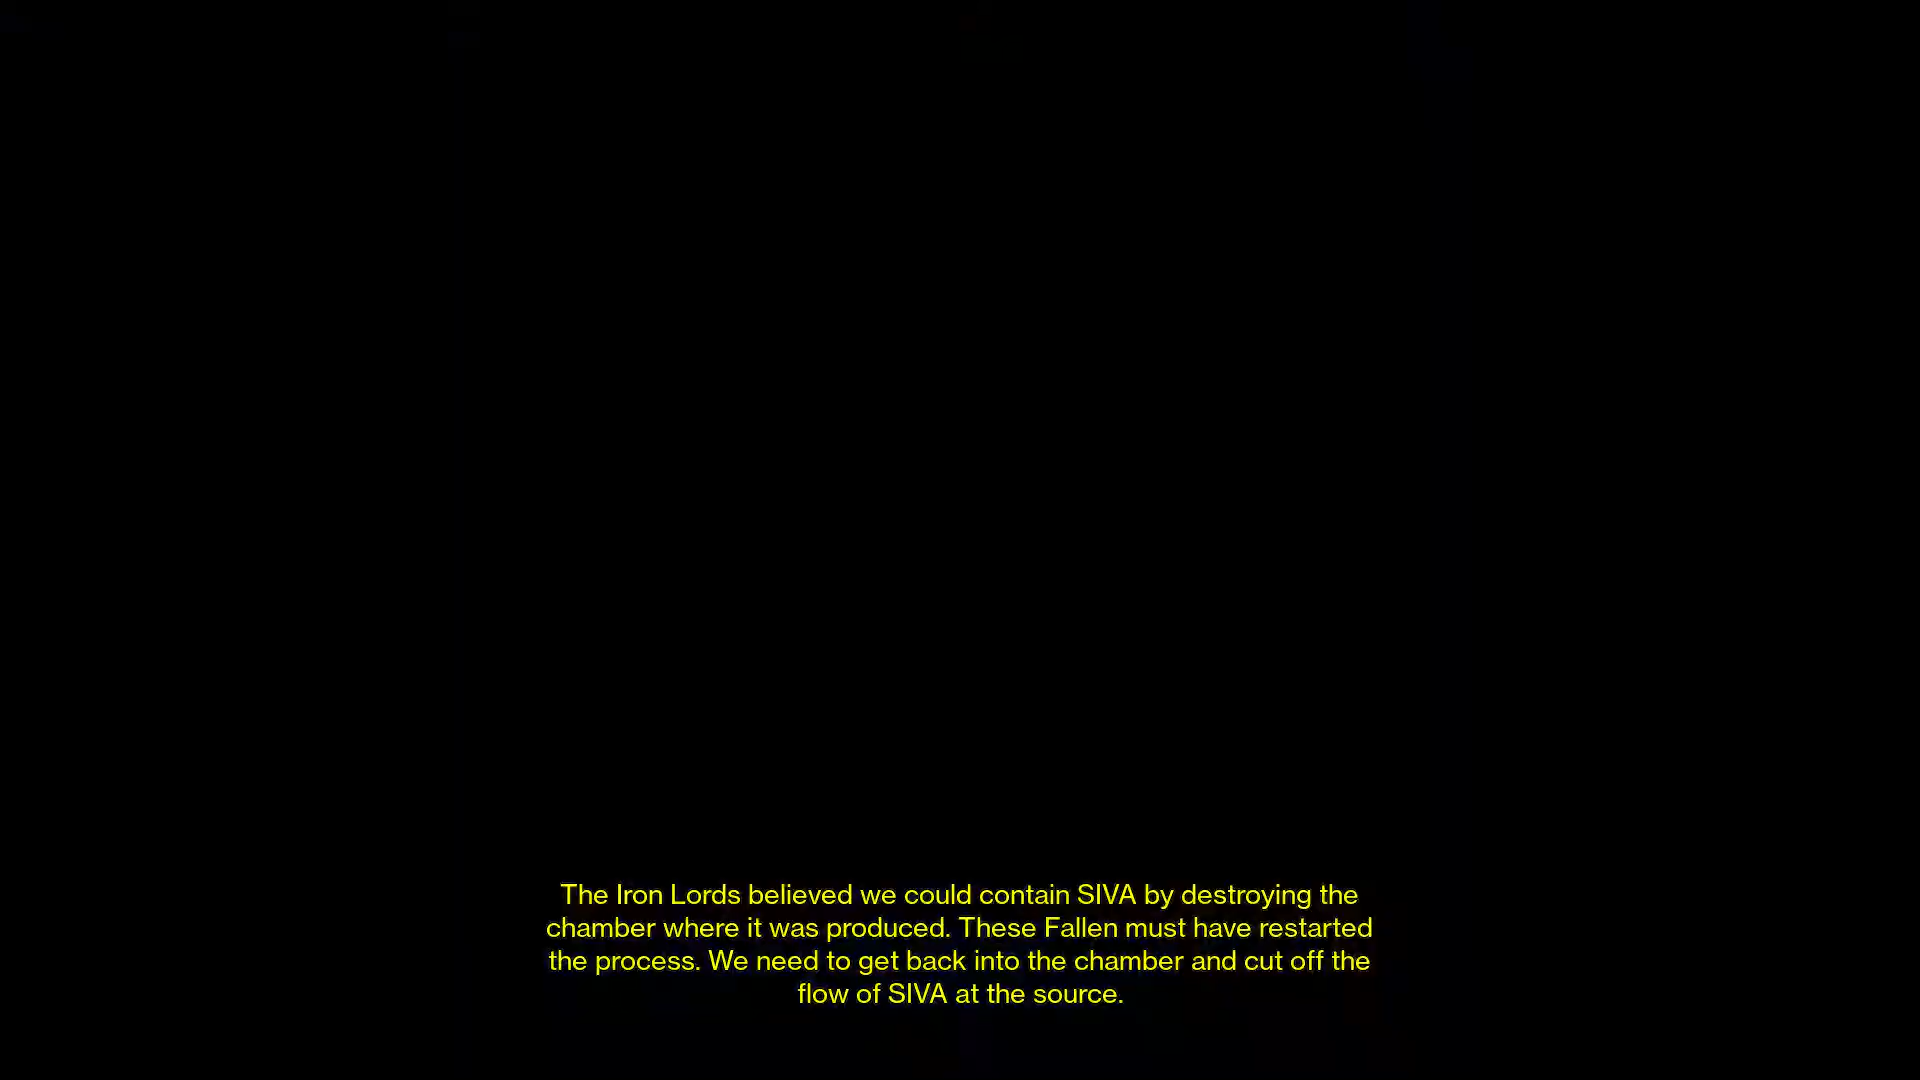 The Iron Lords believed we could contain SIVA by destroying the
chamber where it was produced. These Fallen must have restarted
the process. We need to get back into the chamber and cut off the
flow of SIVA at the source.